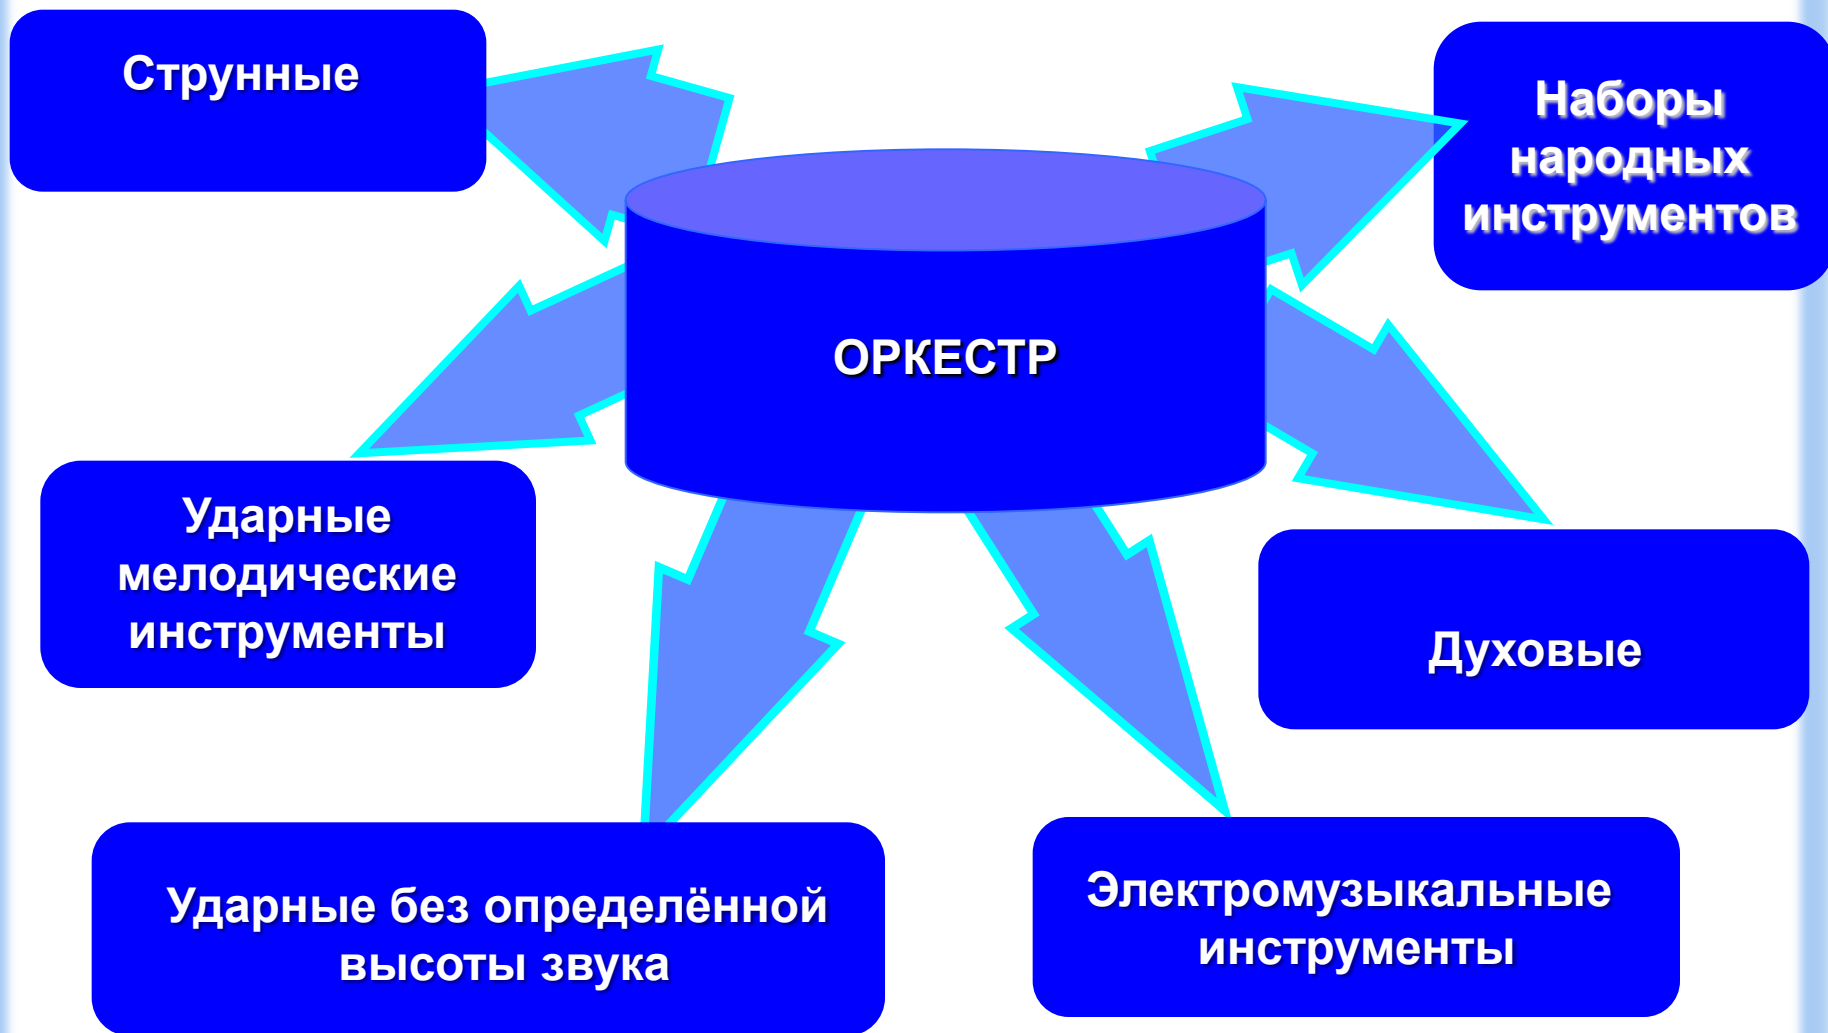 Струнные
Наборы
народных
инструментов
ОРКЕСТР
Ударные
мелодические
инструменты
Духовые
Ударные без определённой
высоты звука
Электромузыкальные
инструменты